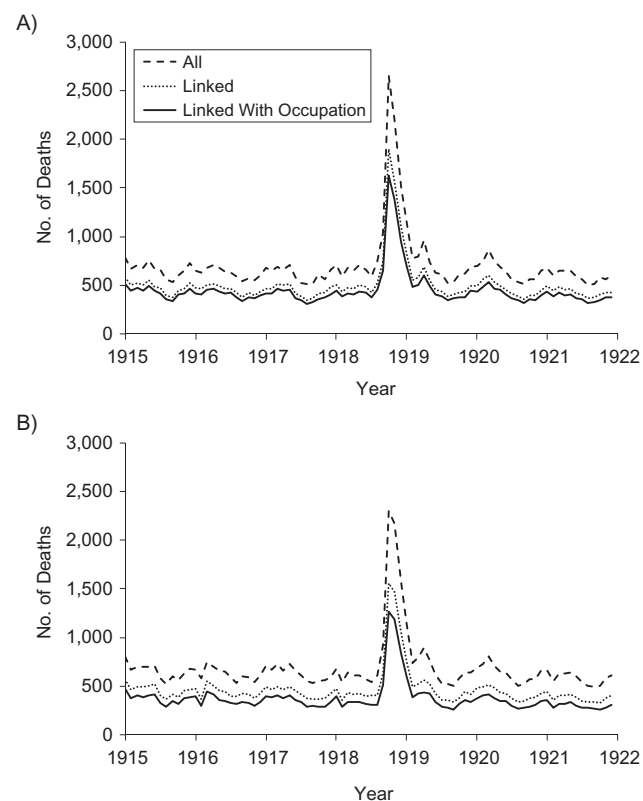 A)
3,000
2,500
2,000
1,500
1,000
500
0
No. of Deaths
All
Linked
Linked With Occupation
1915 1916 1917 1918 1919 1920 1921 1922
Year
B)
3,000
2,500
2,000
1,500
1,000
500
0
No. of Deaths
1915 1916 1917 1918 1919 1920 1921 1922
Year